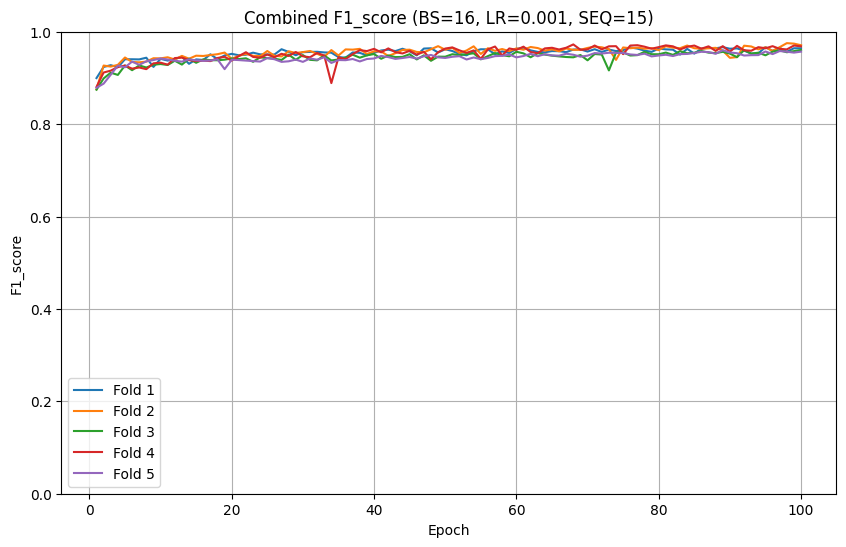 Combined F1_score (BS=16, LR=0.001, SEQ=15)
1.0
0.8
0.6
0.4
0.2
0.0
F1_score
Fold 1
Fold 2
Fold 3
Fold 4
Fold 5
0 20 40 60 80 100
Epoch